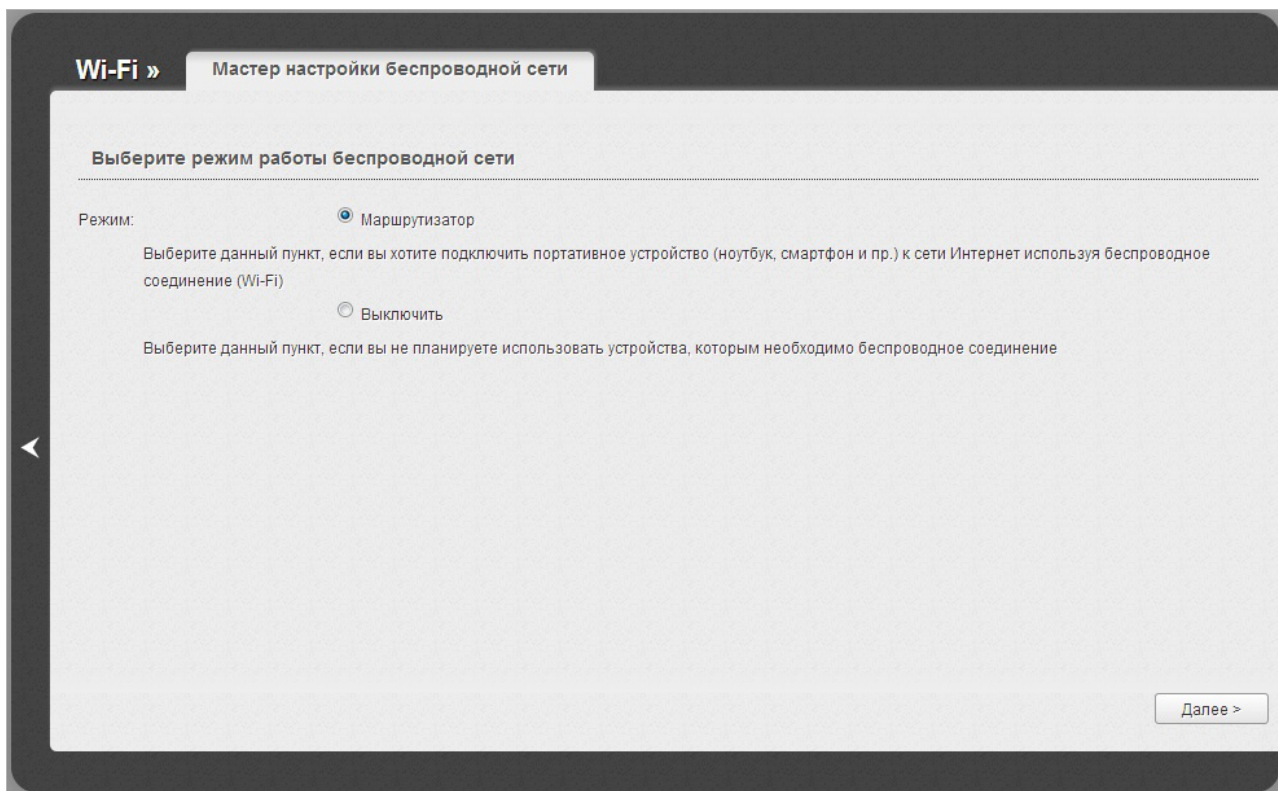 Wi-Fi »
Мастер настройки беспроводной сети
Выберите режим работы беспроводной сети
Режим:
Маршрутизатор
Выберите данный пункт, если вы хотите подключить портативное устройство (ноутбук, смартфон и пр.) к сети Интернет используя беспроводное
соединение (Wi-Fi)
Выключить
Выберите данный пункт, если вы не планируете использовать устройства, которым необходимо беспроводное соединение
Далее >